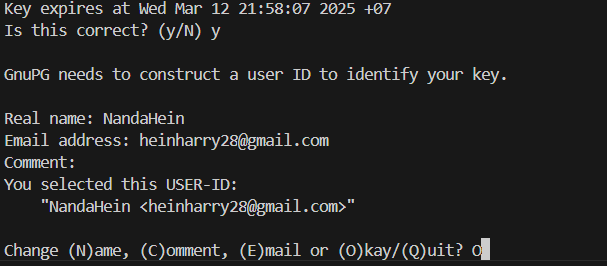 Key expires at Wed Mar 12 21:58:07 2025 +07
Is this correct? (y/N) y
GnuPG needs to construct a user ID to identify your key.
Real name: NandaHein
Email address: heinharry28@gmail.com
Comment:
You selected this USER-ID:
"NandaHein <heinharry28@gmail.com>"
Change (N)ame, (C)omment, (E)mail or (O)kay/(Q)uit? O